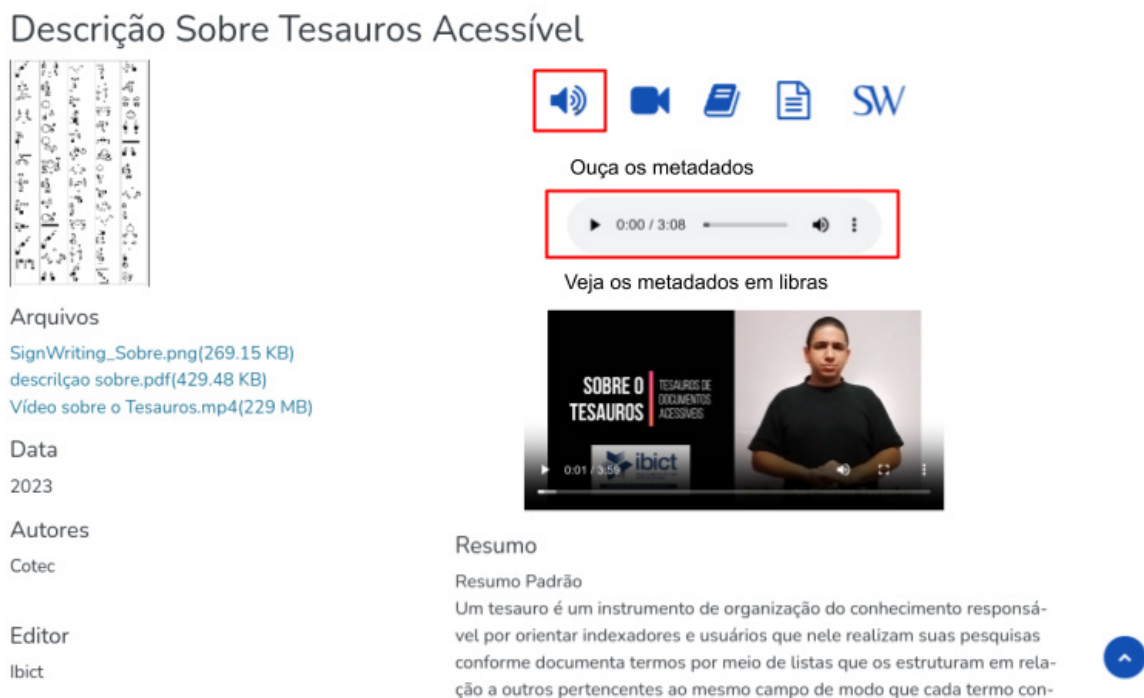 Descrição Sobre Tesauros Acessível
SW
Ouça os metadados
0:00 / 3:08
Veja os metadados em libras
SOBRE O
TESAUROS
TESAUROS DE
DOCUMENTOS
ACESSÍVEIS
ibict
0:01 / 3:59
Arquivos
SignWriting_Sobre.png(269.15 KB)
descrilçao sobre.pdf(429.48 KB)
Vídeo sobre o Tesauros.mp4(229 MB)
Data
2023
Autores
Cotec
Editor
Ibict
Resumo
Resumo Padrão
Um tesauro é um instrumento de organização do conhecimento responsá-
vel por orientar indexadores e usuários que nele realizam suas pesquisas
conforme documenta termos por meio de listas que os estruturam em rela-
ção a outros pertencentes ao mesmo campo de modo que cada termo con-